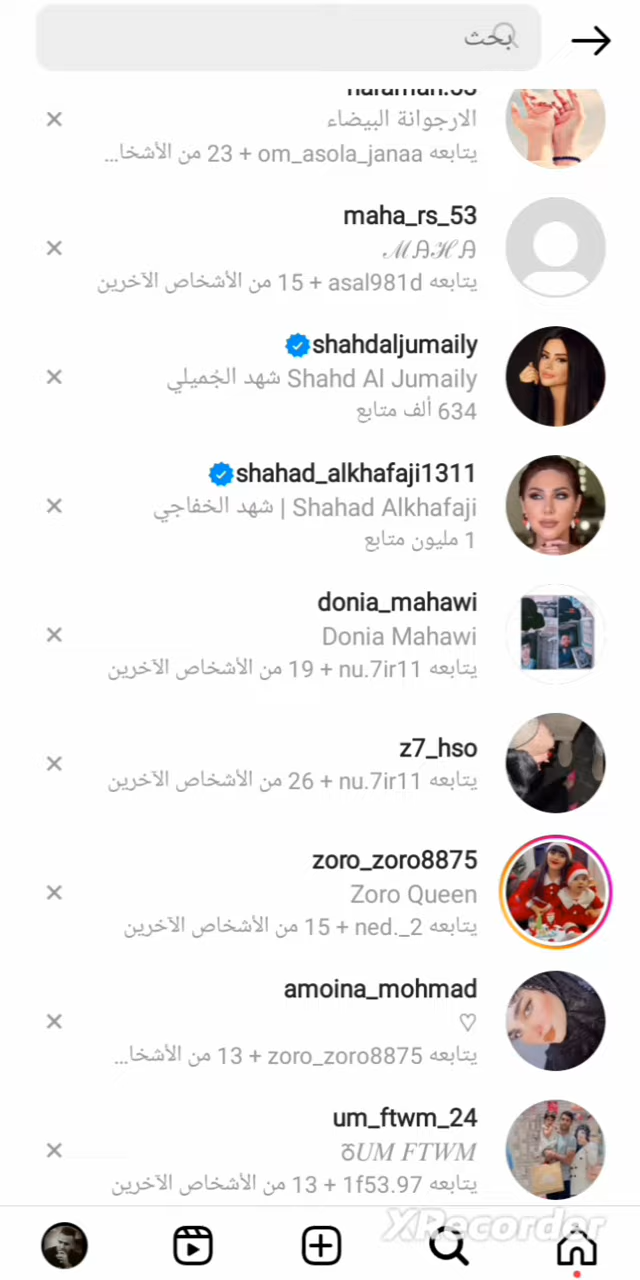 بحث
naraman.53
الارجوانة البيضاء
يتابعه om_asola_janaa + 23 من الأشخا...
maha_rs_53
ℳᎯℋᎯ
يتابعه asal981d + 15 من الأشخاص الآخرين
shahdaljumaily
Shahd Al Jumaily شهد الجُميلي
634 ألف متابع
shahad_alkhafaji1311
Shahad Alkhafaji | شهد الخفاجي
1 مليون متابع
donia_mahawi
Donia Mahawi
يتابعه nu.7ir11 + 19 من الأشخاص الآخرين
z7_hso
يتابعه nu.7ir11 + 26 من الأشخاص الآخرين
zoro_zoro8875
Zoro Queen
يتابعه ned._2 + 15 من الأشخاص الآخرين
amoina_mohmad
♡
يتابعه zoro_zoro8875 + 13 من الأشخا...
um_ftwm_24
ಕUM FTWM
يتابعه 1f53.97 + 13 من الأشخاص الآخرين
XRecorder